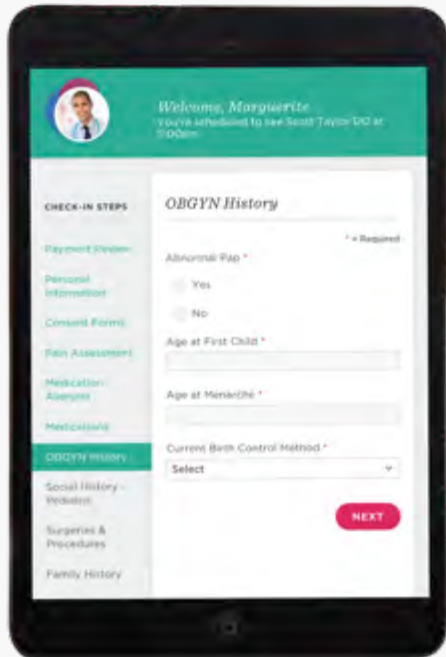 Welcome, Marguerite
You're scheduled to see Scott Taylor DO at
5:00pm
CHECK-IN STEPS
Payment Review
Personal
Information
Consent Forms
Pain Assessment
Medication
Allergies
Medications
OBGYN History
Social History -
Pediatric
Surgeries &
Procedures
Family History
OBGYN History
* = Required
Abnormal Pap *
Yes
No
Age at First Child *
Age at Menarche *
Current Birth Control Method *
Select
NEXT